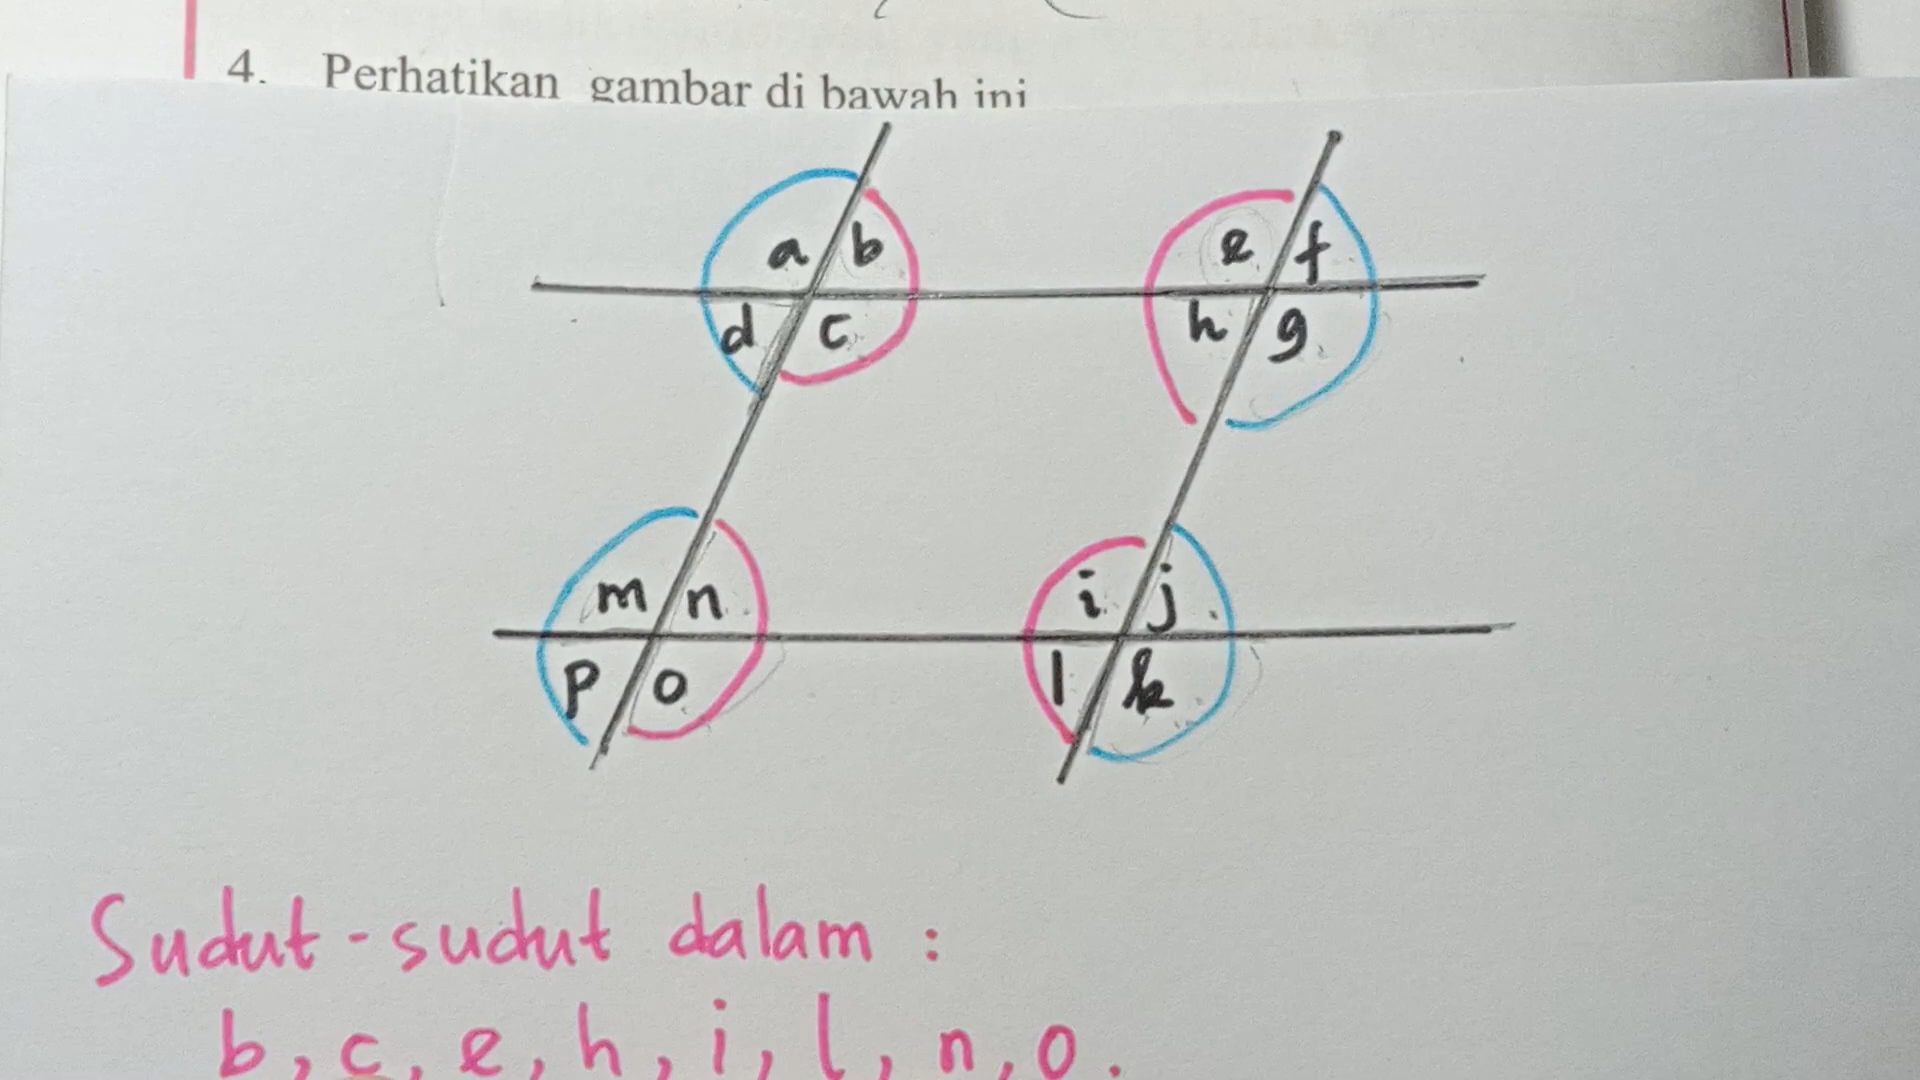 4. Perhatikan gambar di bawah ini
a b e f
d c h g
m n i j
p o l k
Sudut-sudut dalam :
b, c, e, h, i, l, n, o.